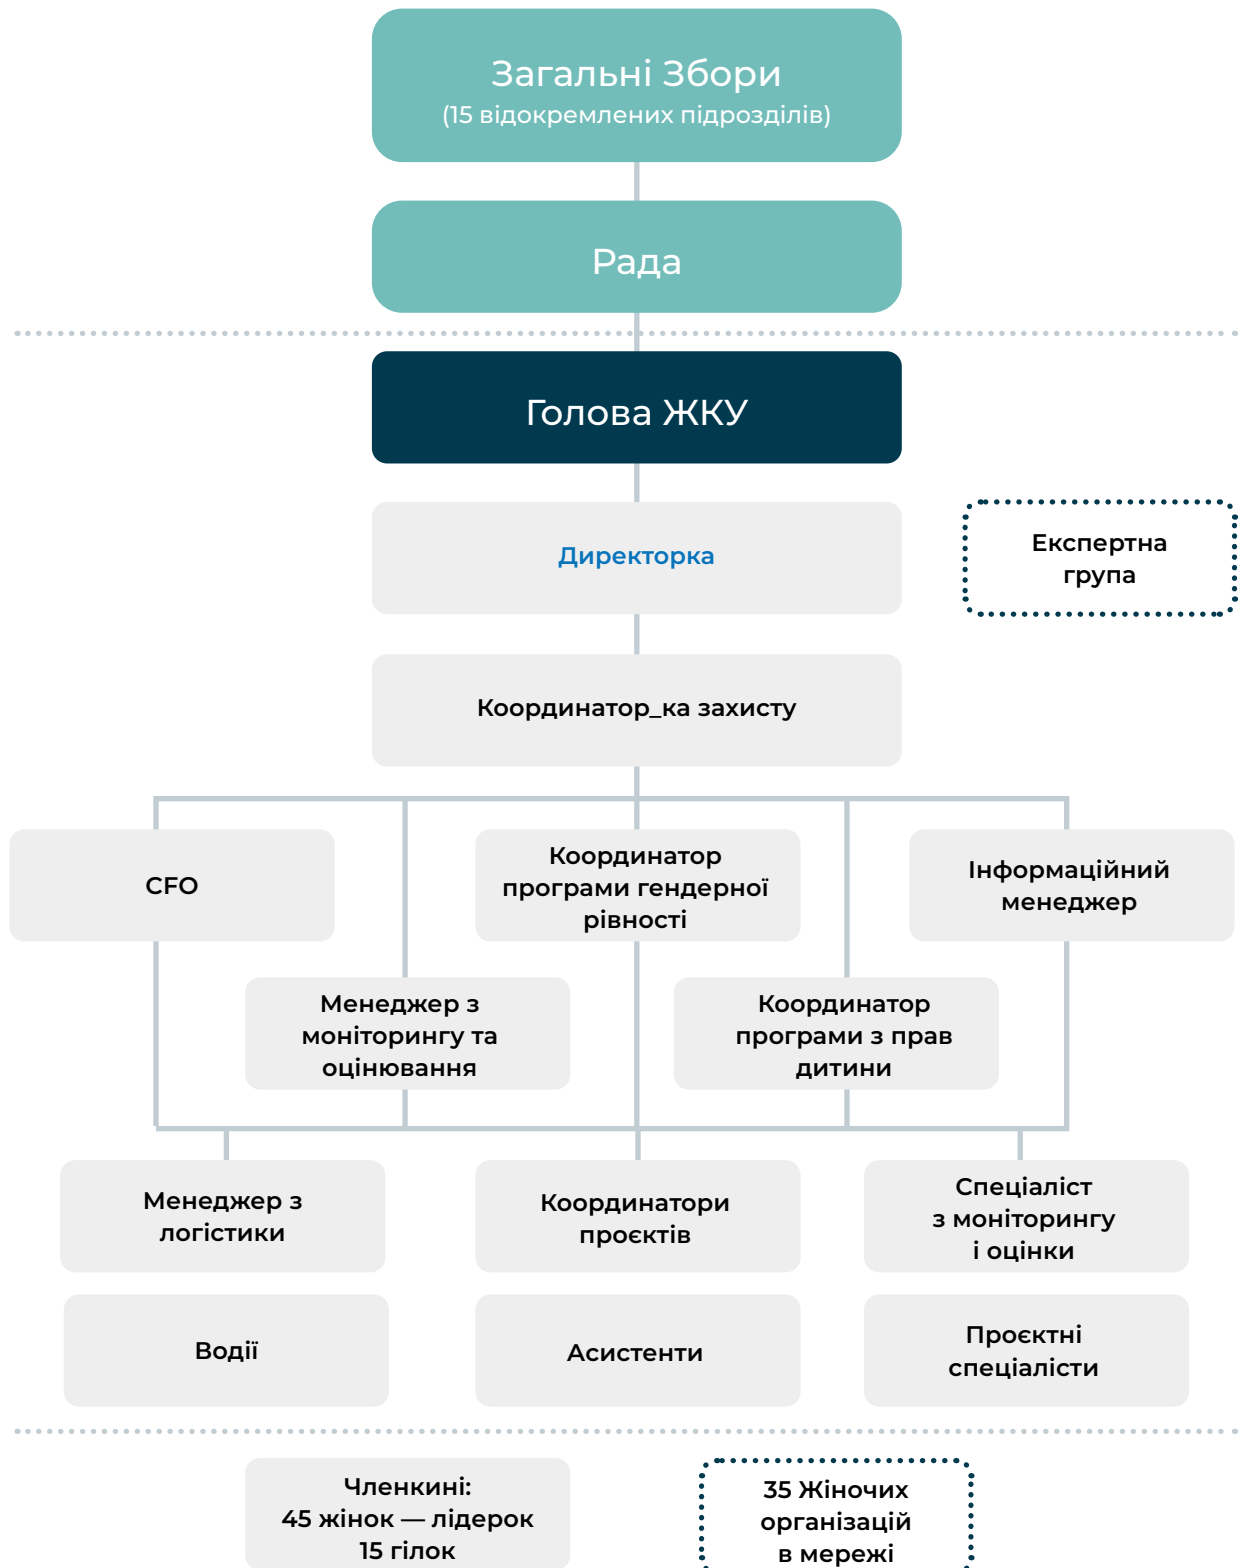 Загальні Збори
(15 відокремлених підрозділів)
Рада
Голова ЖКУ
Директорка
Експертна
група
Координатор_ка захисту
CFO
Координатор
програми гендерної
рівності
Інформаційний
менеджер
Менеджер з
моніторингу та
оцінювання
Координатор
програми з прав
дитини
Менеджер з
логістики
Координатори
проєктів
Спеціаліст
з моніторингу
і оцінки
Водії
Асистенти
Проєктні
спеціалісти
Членкині:
45 жінок — лідерок
15 гілок
35 Жіночих
організацій
в мережі